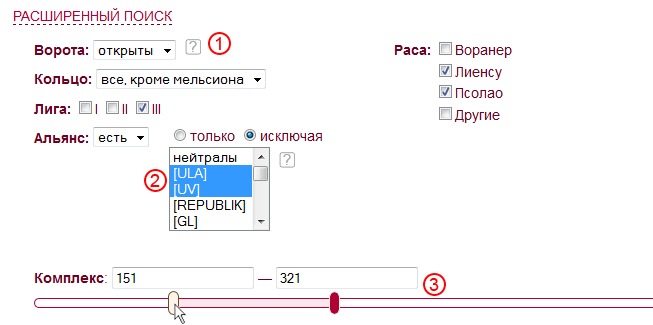 РАСШИРЕННЫЙ ПОИСК
Ворота: открыты ? 1
Кольцо: все, кроме мельсиона
Лига: I II III
Альянс: есть только исключая
нейтралы ?
2 [ULA]
[UV]
[REPUBLIK]
[GL]
Раса: Воранер
Лиенсу
Псолао
Другие
Комплекс: 151 — 321 3